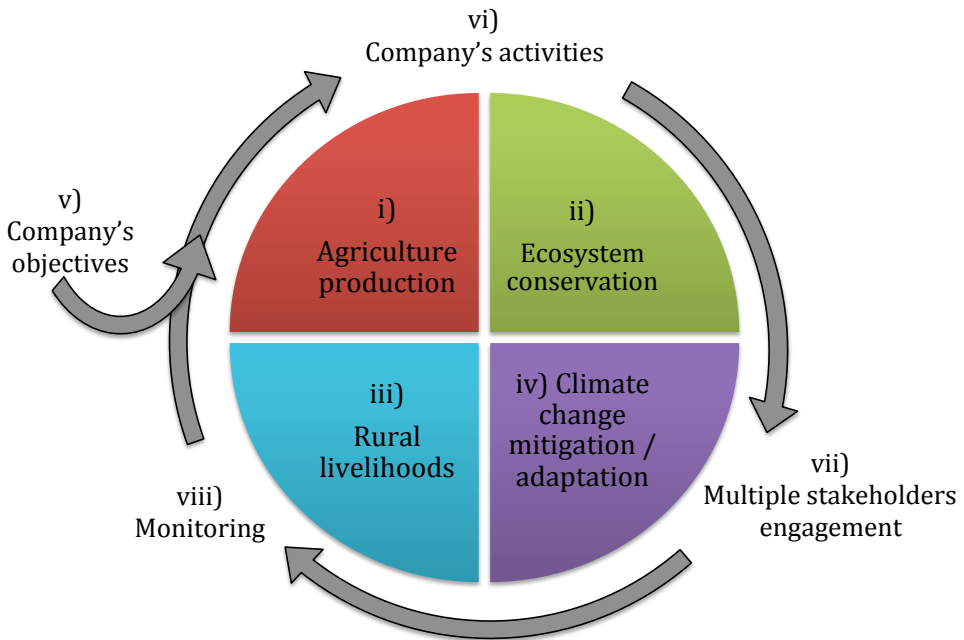 vi)
Company’s activities
i)
Agriculture
production
ii)
Ecosystem
conservation
v)
Company’s
objectives
iii)
Rural
livelihoods
iv) Climate
change
mitigation /
adaptation
vii)
Multiple stakeholders
engagement
viii)
Monitoring